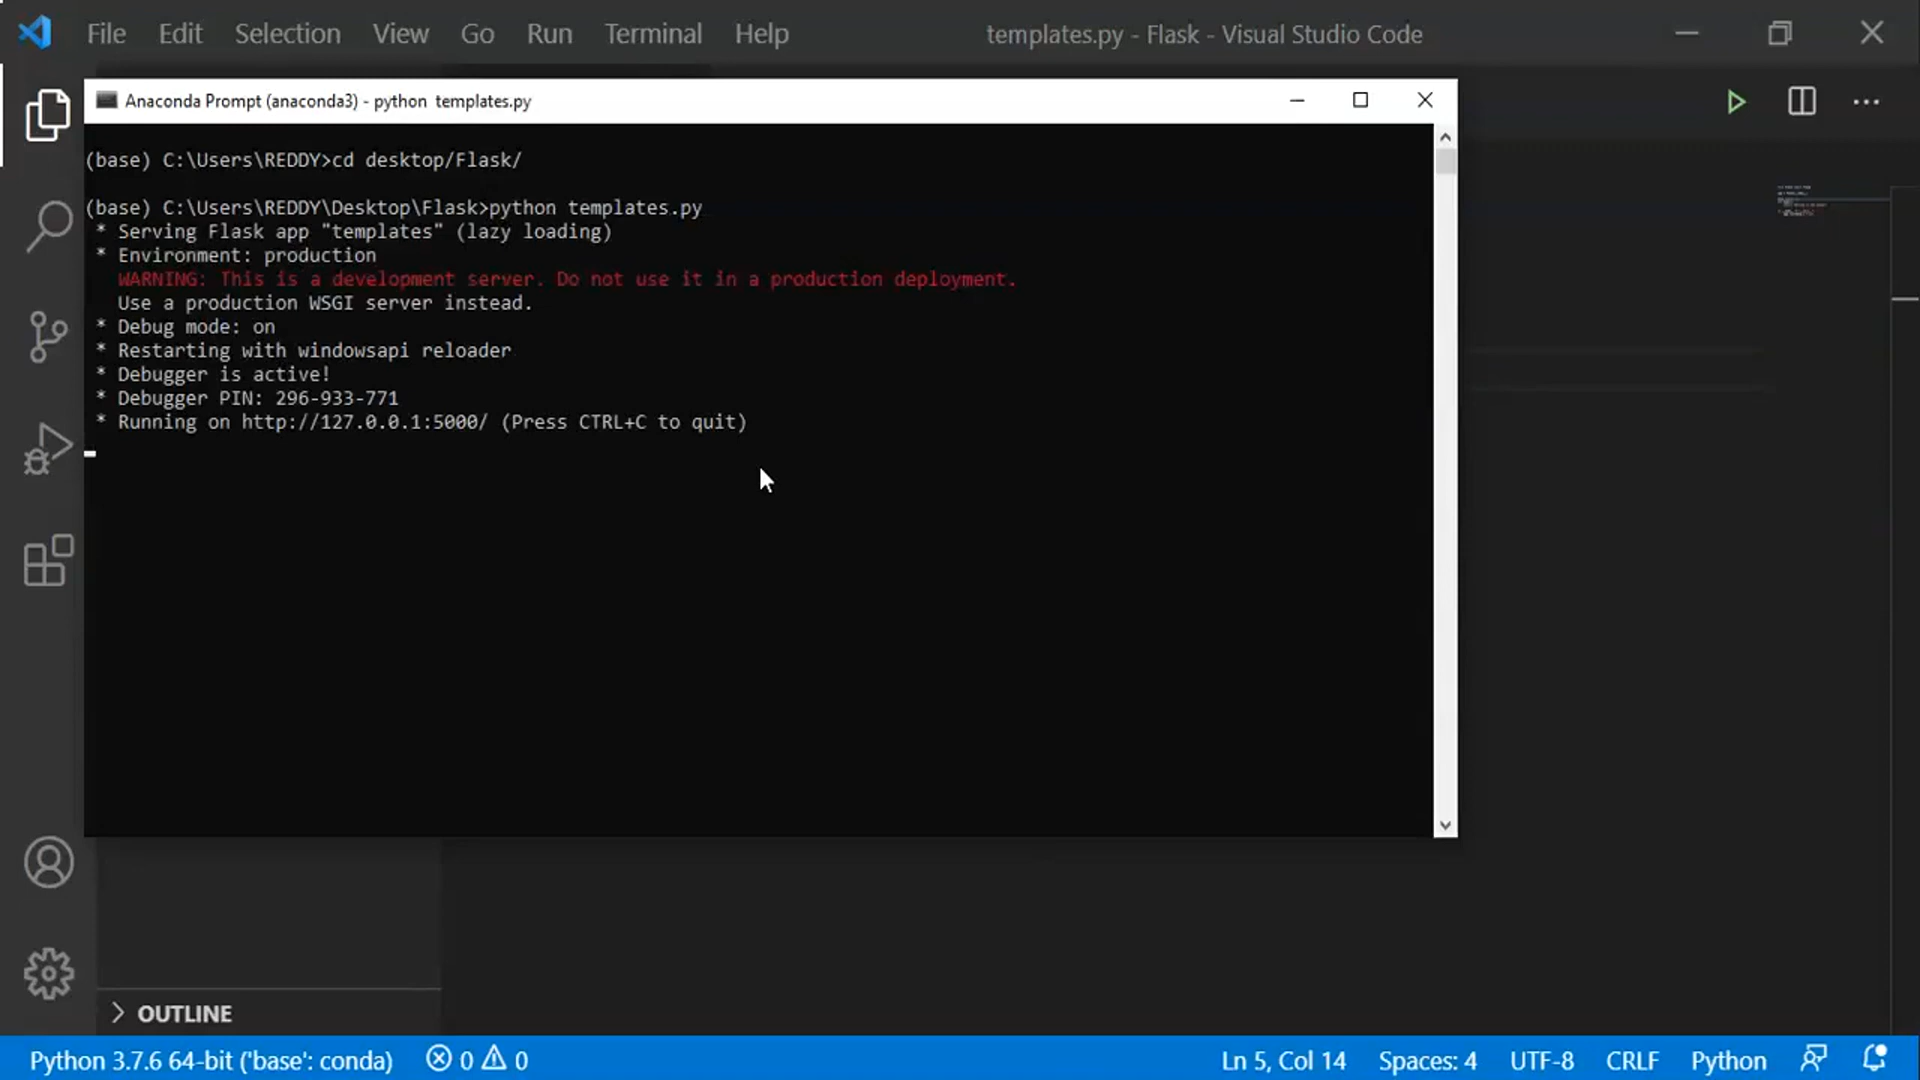 File Edit Selection View Go Run Terminal Help templates.py - Flask - Visual Studio Code
Anaconda Prompt (anaconda3) - python  templates.py
(base) C:\Users\REDDY>cd desktop/Flask/
(base) C:\Users\REDDY\Desktop\Flask>python templates.py
* Serving Flask app "templates" (lazy loading)
* Environment: production
WARNING: This is a development server. Do not use it in a production deployment.
Use a production WSGI server instead.
* Debug mode: on
* Restarting with windowsapi reloader
* Debugger is active!
* Debugger PIN: 296-933-771
* Running on http://127.0.0.1:5000/ (Press CTRL+C to quit)
OUTLINE
Python 3.7.6 64-bit ('base': conda) 0 0 Ln 5, Col 14 Spaces: 4 UTF-8 CRLF Python